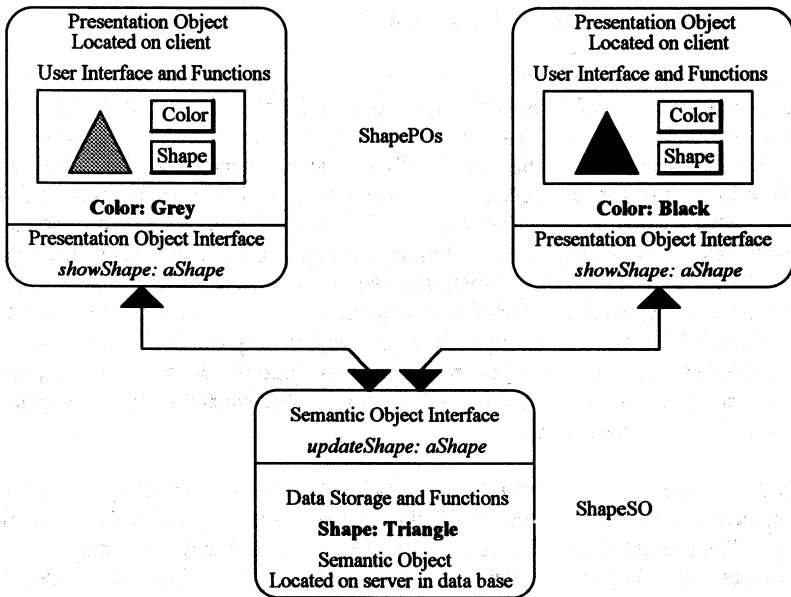 Presentation Object
Located on client
User Interface and Functions
Color
Shape
Color: Grey
Presentation Object Interface
showShape: aShape
ShapePOs
Presentation Object
Located on client
User Interface and Functions
Color
Shape
Color: Black
Presentation Object Interface
showShape: aShape
Semantic Object Interface
updateShape: aShape
Data Storage and Functions
Shape: Triangle
Semantic Object
Located on server in data base
ShapeSO